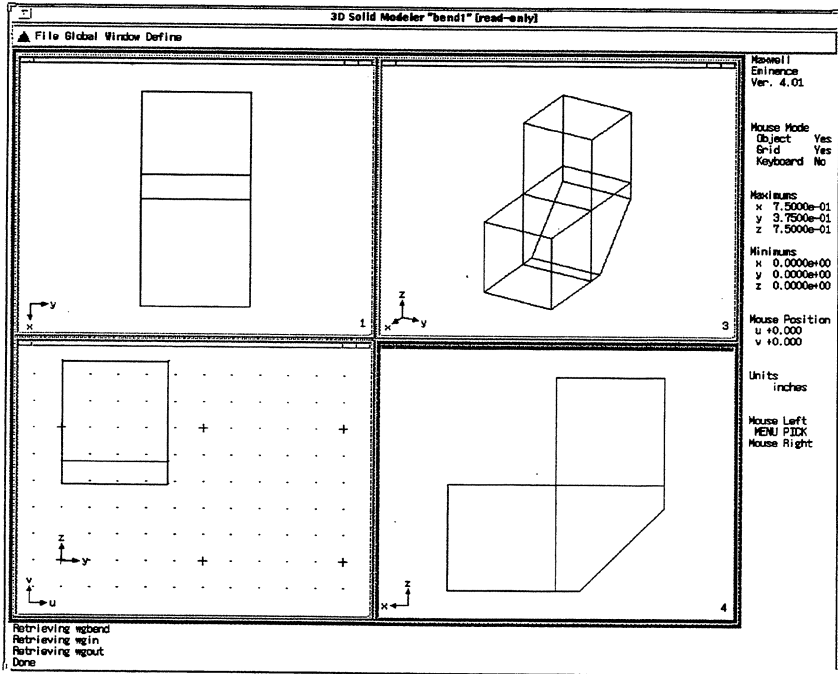 3D Solid Modeler "bend1" [read-only]
File Global Window Define
Maxwell
Eminence
Ver. 4.01
Mouse Mode
Object Yes
Grid Yes
Keyboard No
Maximums
x 7.5000e-01
y 3.7500e-01
z 7.5000e-01
Minimums
x 0.0000e+00
y 0.0000e+00
z 0.0000e+00
Mouse Position
u +0.000
v +0.000
Units
inches
Mouse Left
MENU PICK
Mouse Right
y
x
1
z
x
y
3
z
y
v
u
z
x
4
Retrieving wgbend
Retrieving wgin
Retrieving wgout
Done